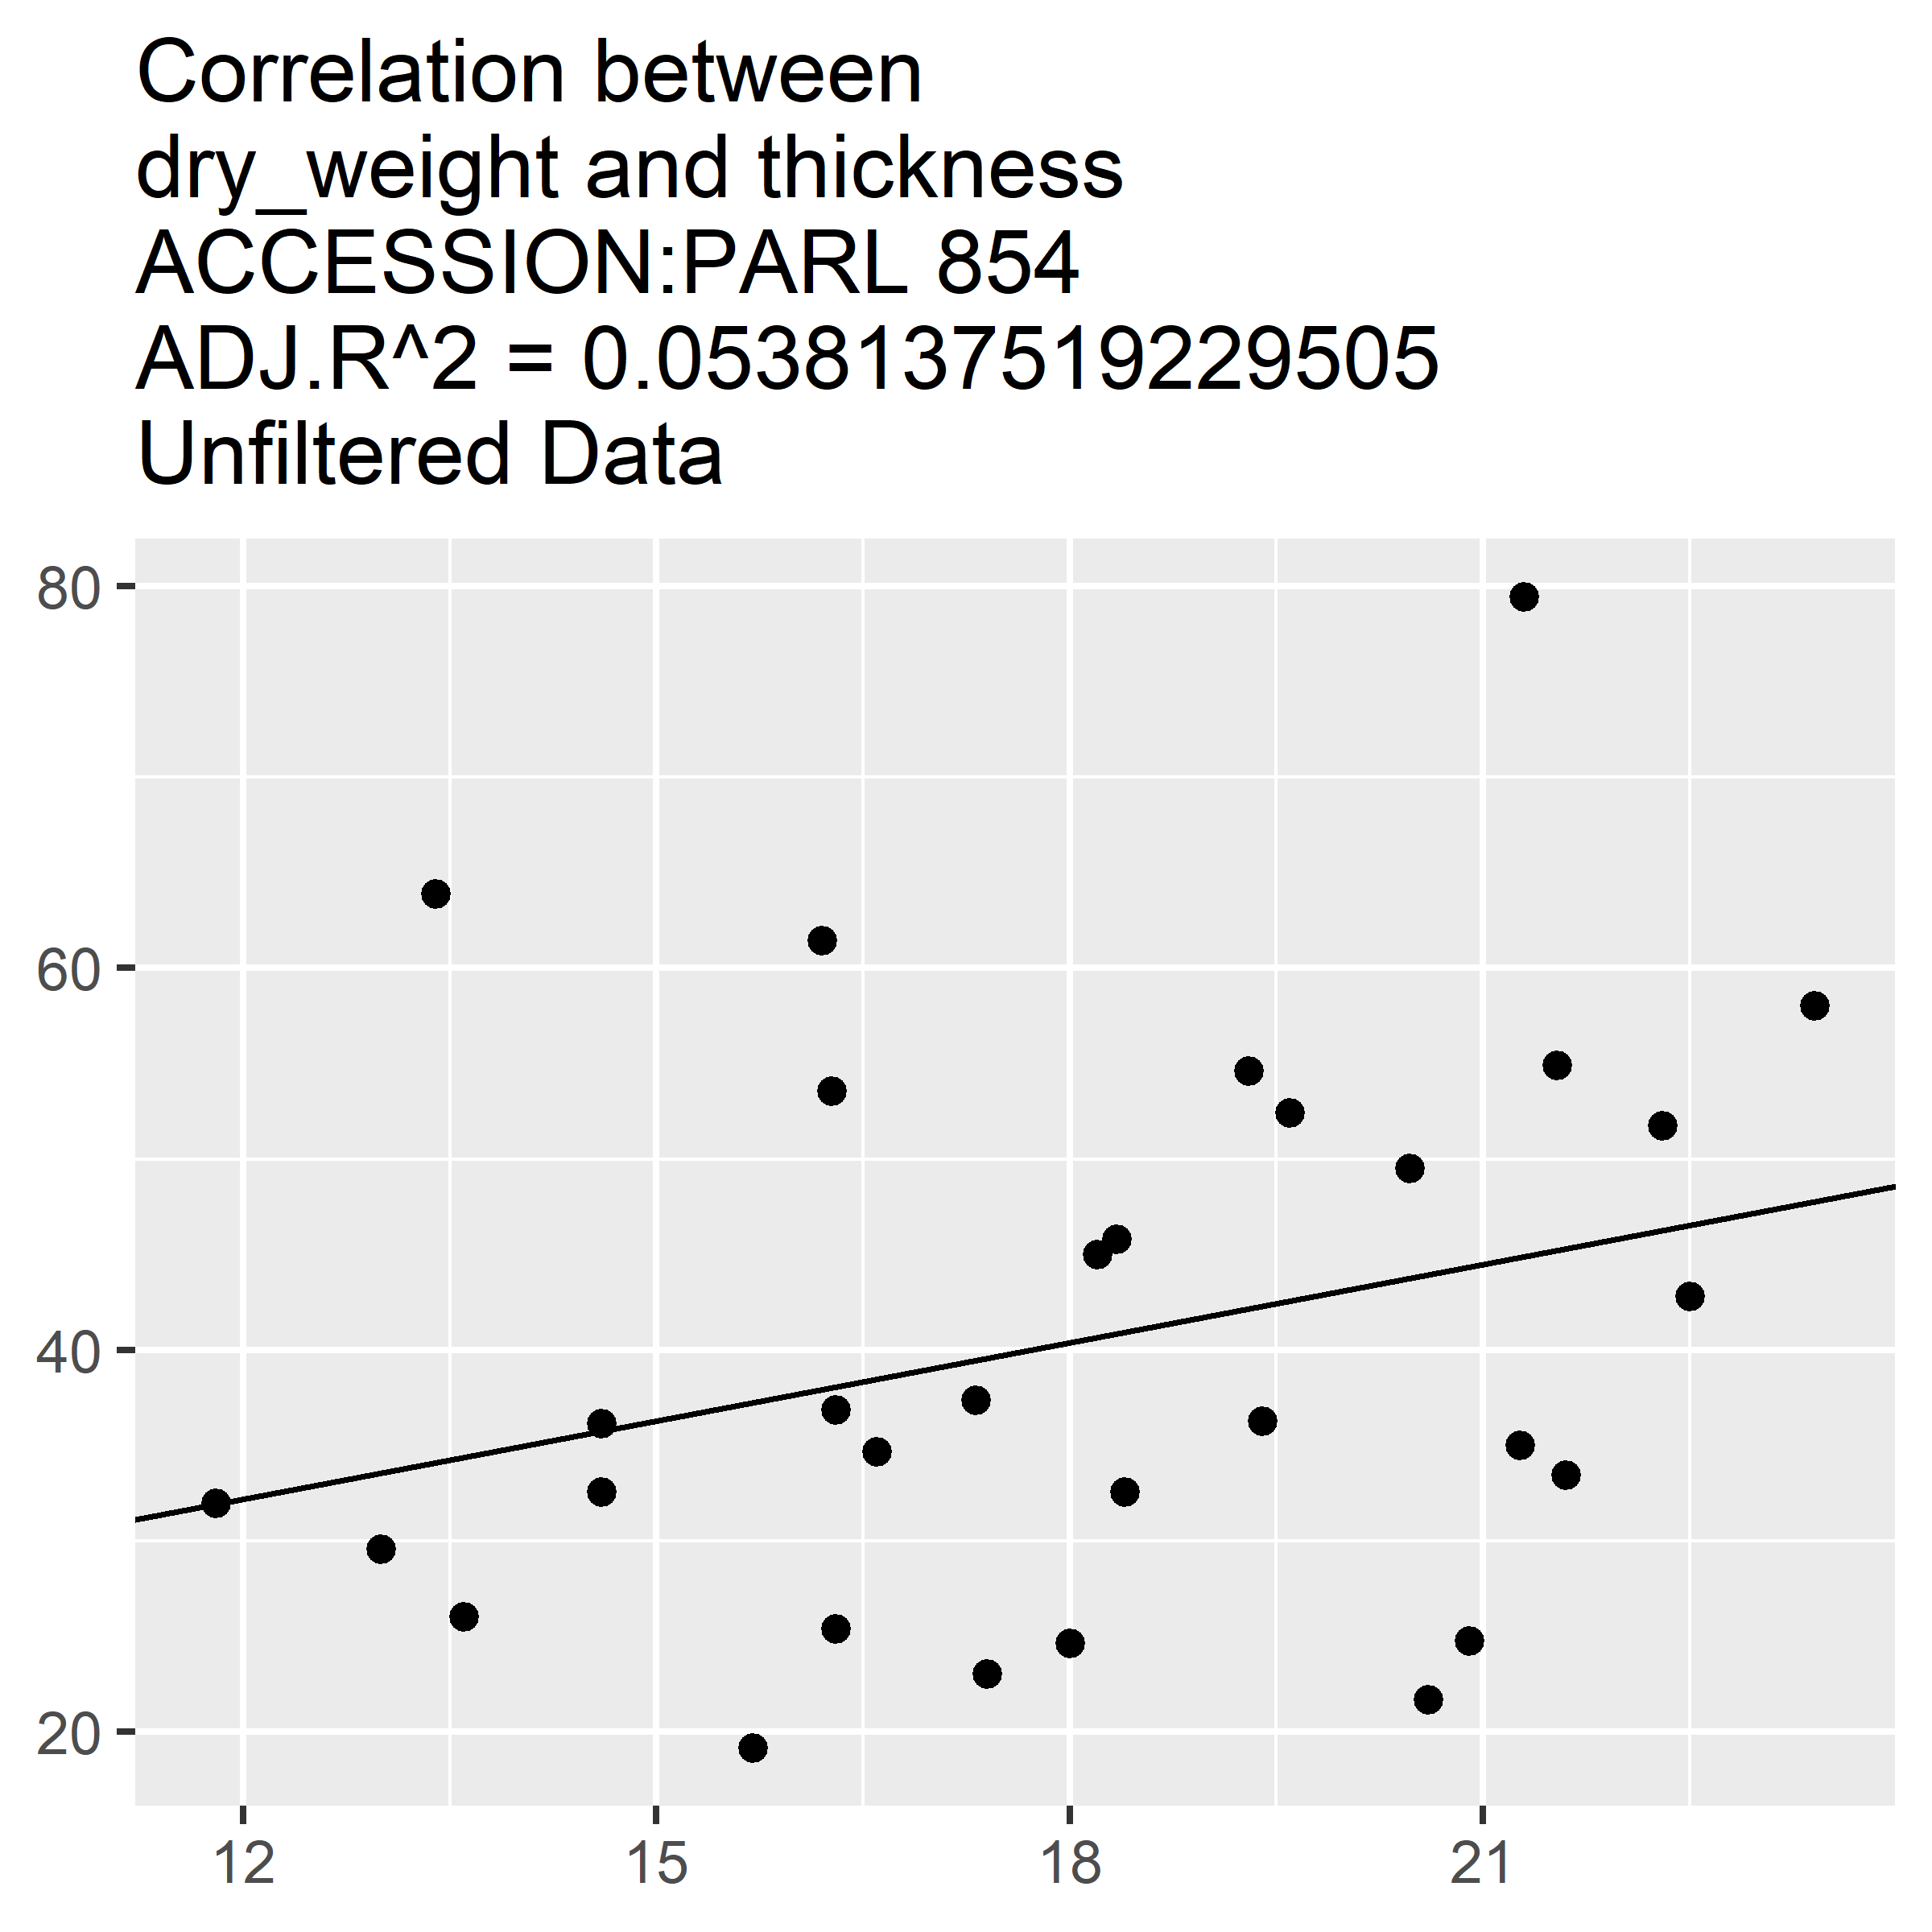 Correlation between
dry_weight and thickness
ACCESSION:PARL 854
ADJ.R^2 = 0.0538137519229505
Unfiltered Data
80
60
40
20
12 15 18 21